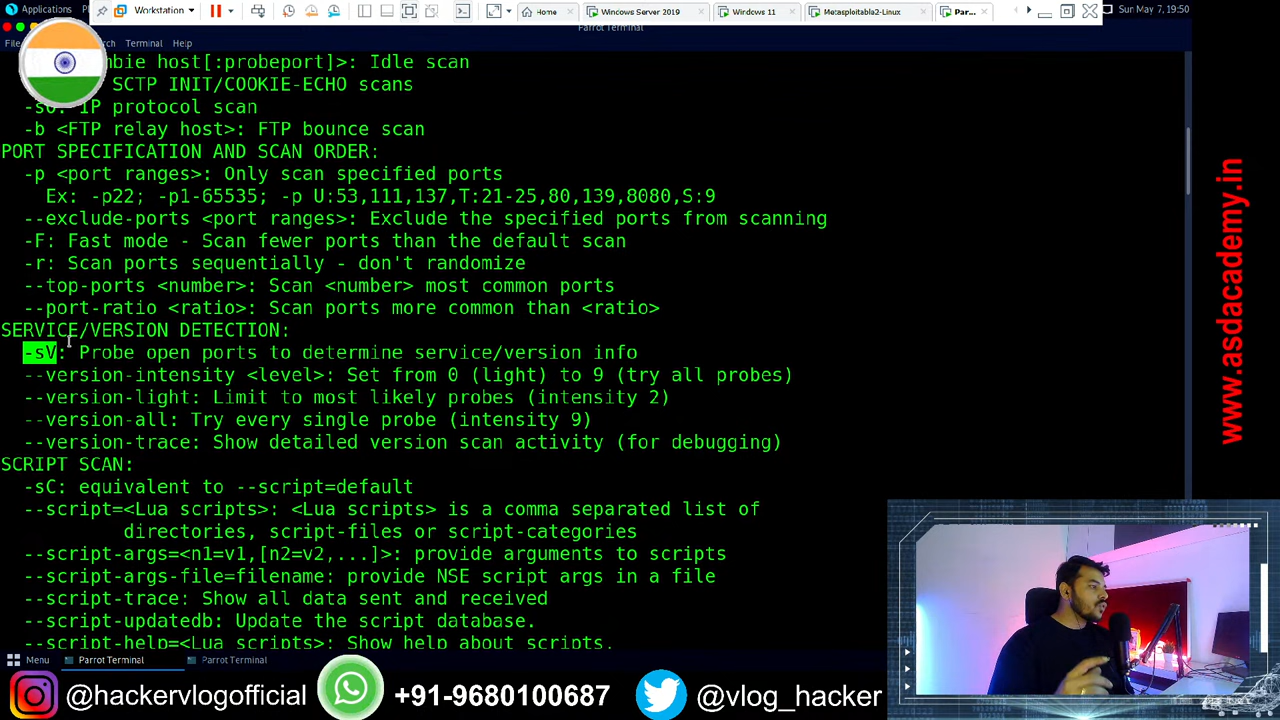 Applications
Workstation
Home
Windows Server 2019
Windows 11
Metasploitable2-Linux
Par...
Sun May 7, 19:50
Parrot Terminal
Terminal Help
host[:probeport]>: Idle scan
SCTP INIT/COOKIE-ECHO scans
IP protocol scan
-b <FTP relay host>: FTP bounce scan
PORT SPECIFICATION AND SCAN ORDER:
-p <port ranges>: Only scan specified ports
Ex: -p22; -p1-65535; -p U:53,111,137,T:21-25,80,139,8080,S:9
--exclude-ports <port ranges>: Exclude the specified ports from scanning
-F: Fast mode - Scan fewer ports than the default scan
-r: Scan ports sequentially - don't randomize
--top-ports <number>: Scan <number> most common ports
--port-ratio <ratio>: Scan ports more common than <ratio>
SERVICE/VERSION DETECTION:
-sV: Probe open ports to determine service/version info
--version-intensity <level>: Set from 0 (light) to 9 (try all probes)
--version-light: Limit to most likely probes (intensity 2)
--version-all: Try every single probe (intensity 9)
--version-trace: Show detailed version scan activity (for debugging)
SCRIPT SCAN:
-sC: equivalent to --script=default
--script=<Lua scripts>: <Lua scripts> is a comma separated list of
directories, script-files or script-categories
--script-args=<n1=v1,[n2=v2,...]>: provide arguments to scripts
--script-args-file=filename: provide NSE script args in a file
--script-trace: Show all data sent and received
--script-updatedb: Update the script database.
--script-help=<Lua scripts>: Show help about scripts.
Menu
Parrot Terminal
Parrot Terminal
@hackervlogofficial
+91-9680100687
@vlog_hacker
www.asdacademy.in